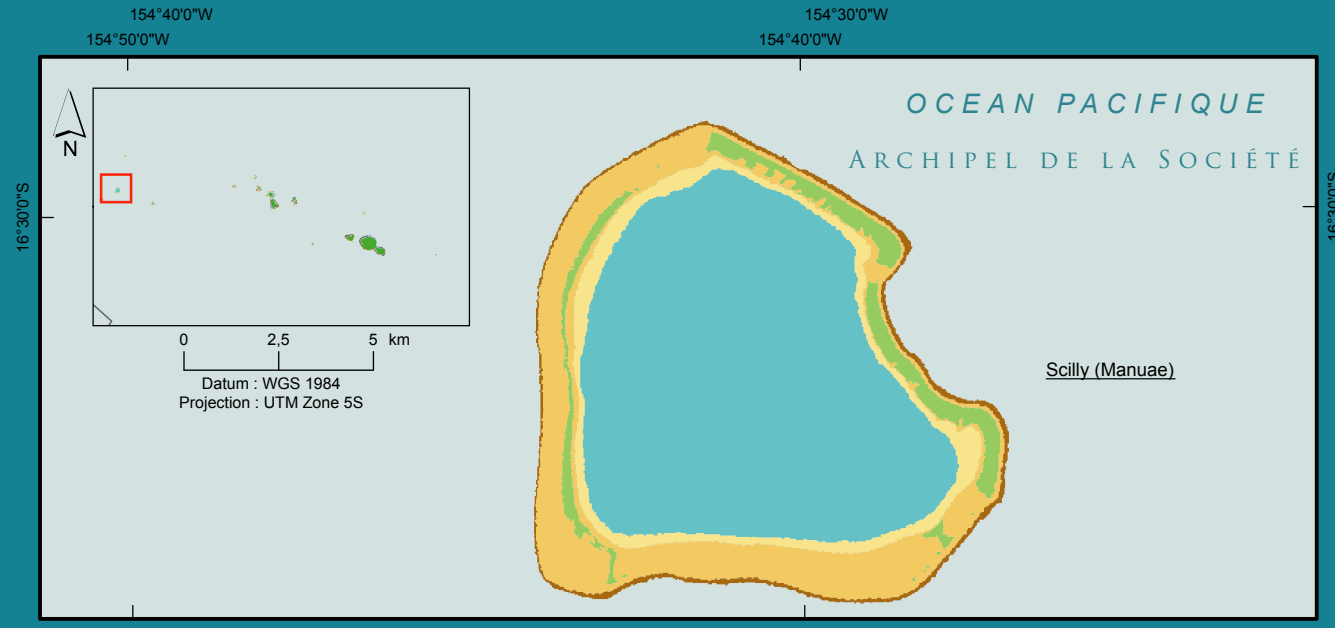 154°40'0"W
154°30'0"W
154°50'0"W
154°40'0"W
OCEAN PACIFIQUE
ARCHIPEL DE LA SOCIÉTÉ
N
16°30'0"S
16°30'0"S
0 2,5 5 km
Datum : WGS 1984
Projection : UTM Zone 5S
Scilly (Manuae)